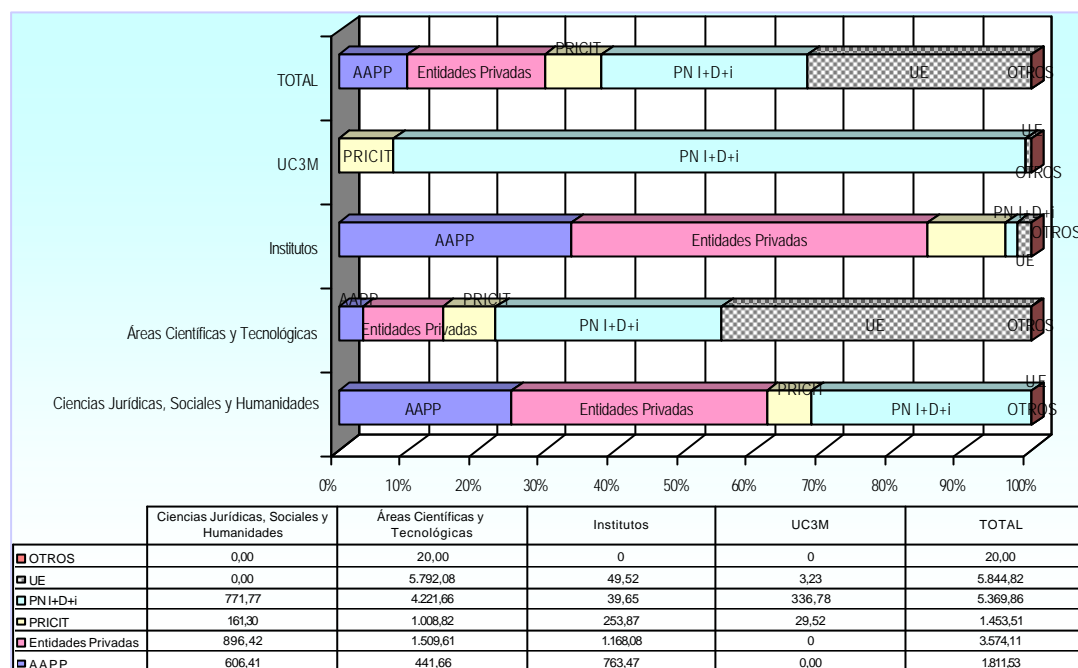 PRICIT
TOTAL AAPP Entidades Privadas PN I+D+i UE OTROS
UE
UC3M PRICIT PN I+D+i OTROS
PN I+D+i
Institutos AAPP Entidades Privadas OTROS
UE
AAPP PRICIT
Áreas Científicas y Tecnológicas Entidades Privadas PN I+D+i UE OTROS
UE
PRICIT
Ciencias Jurídicas, Sociales y Humanidades AAPP Entidades Privadas PN I+D+i OTROS
0% 10% 20% 30% 40% 50% 60% 70% 80% 90% 100%
Ciencias Jurídicas, Sociales y Humanidades Áreas Científicas y Tecnológicas Institutos UC3M TOTAL
OTROS 0,00 20,00 0 0 20,00
UE 0,00 5.792,08 49,52 3,23 5.844,82
PN I+D+i 771,77 4.221,66 39,65 336,78 5.369,86
PRICIT 161,30 1.008,82 253,87 29,52 1.453,51
Entidades Privadas 896,42 1.509,61 1.168,08 0 3.574,11
AAPP 606,41 441,66 763,47 0,00 1.811,53